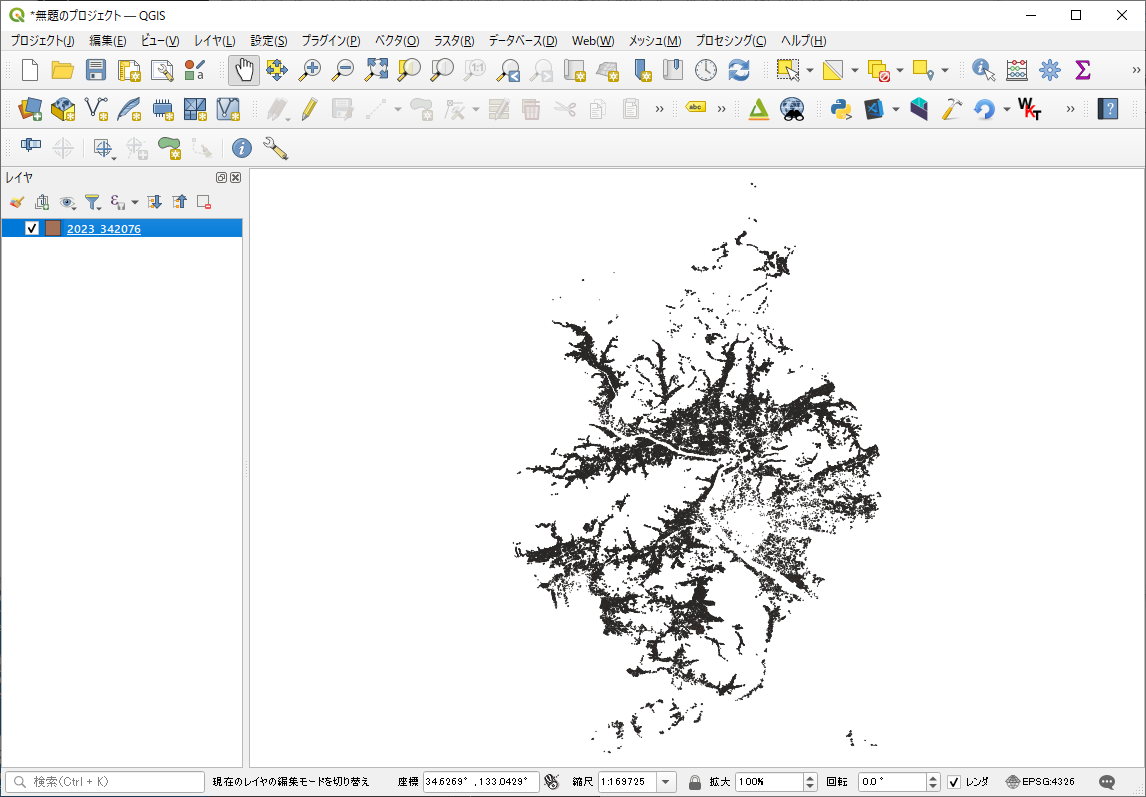 *無題のプロジェクト — QGIS
プロジェクト(J) 編集(E) ビュー(V) レイヤ(L) 設定(S) プラグイン(P) ベクタ(O) ラスタ(R) データベース(D) Web(W) メッシュ(M) プロセシング(C) ヘルプ(H)
1:1
a
»
abc
»
»
WKT
»
レイヤ
2023_342076
検索(Ctrl + K) 現在のレイヤの編集モードを切り替え 座標 34.6269° ,133.0429° 縮尺 1:169725 拡大 100% 回転 0.0 ° レンダ EPSG:4326